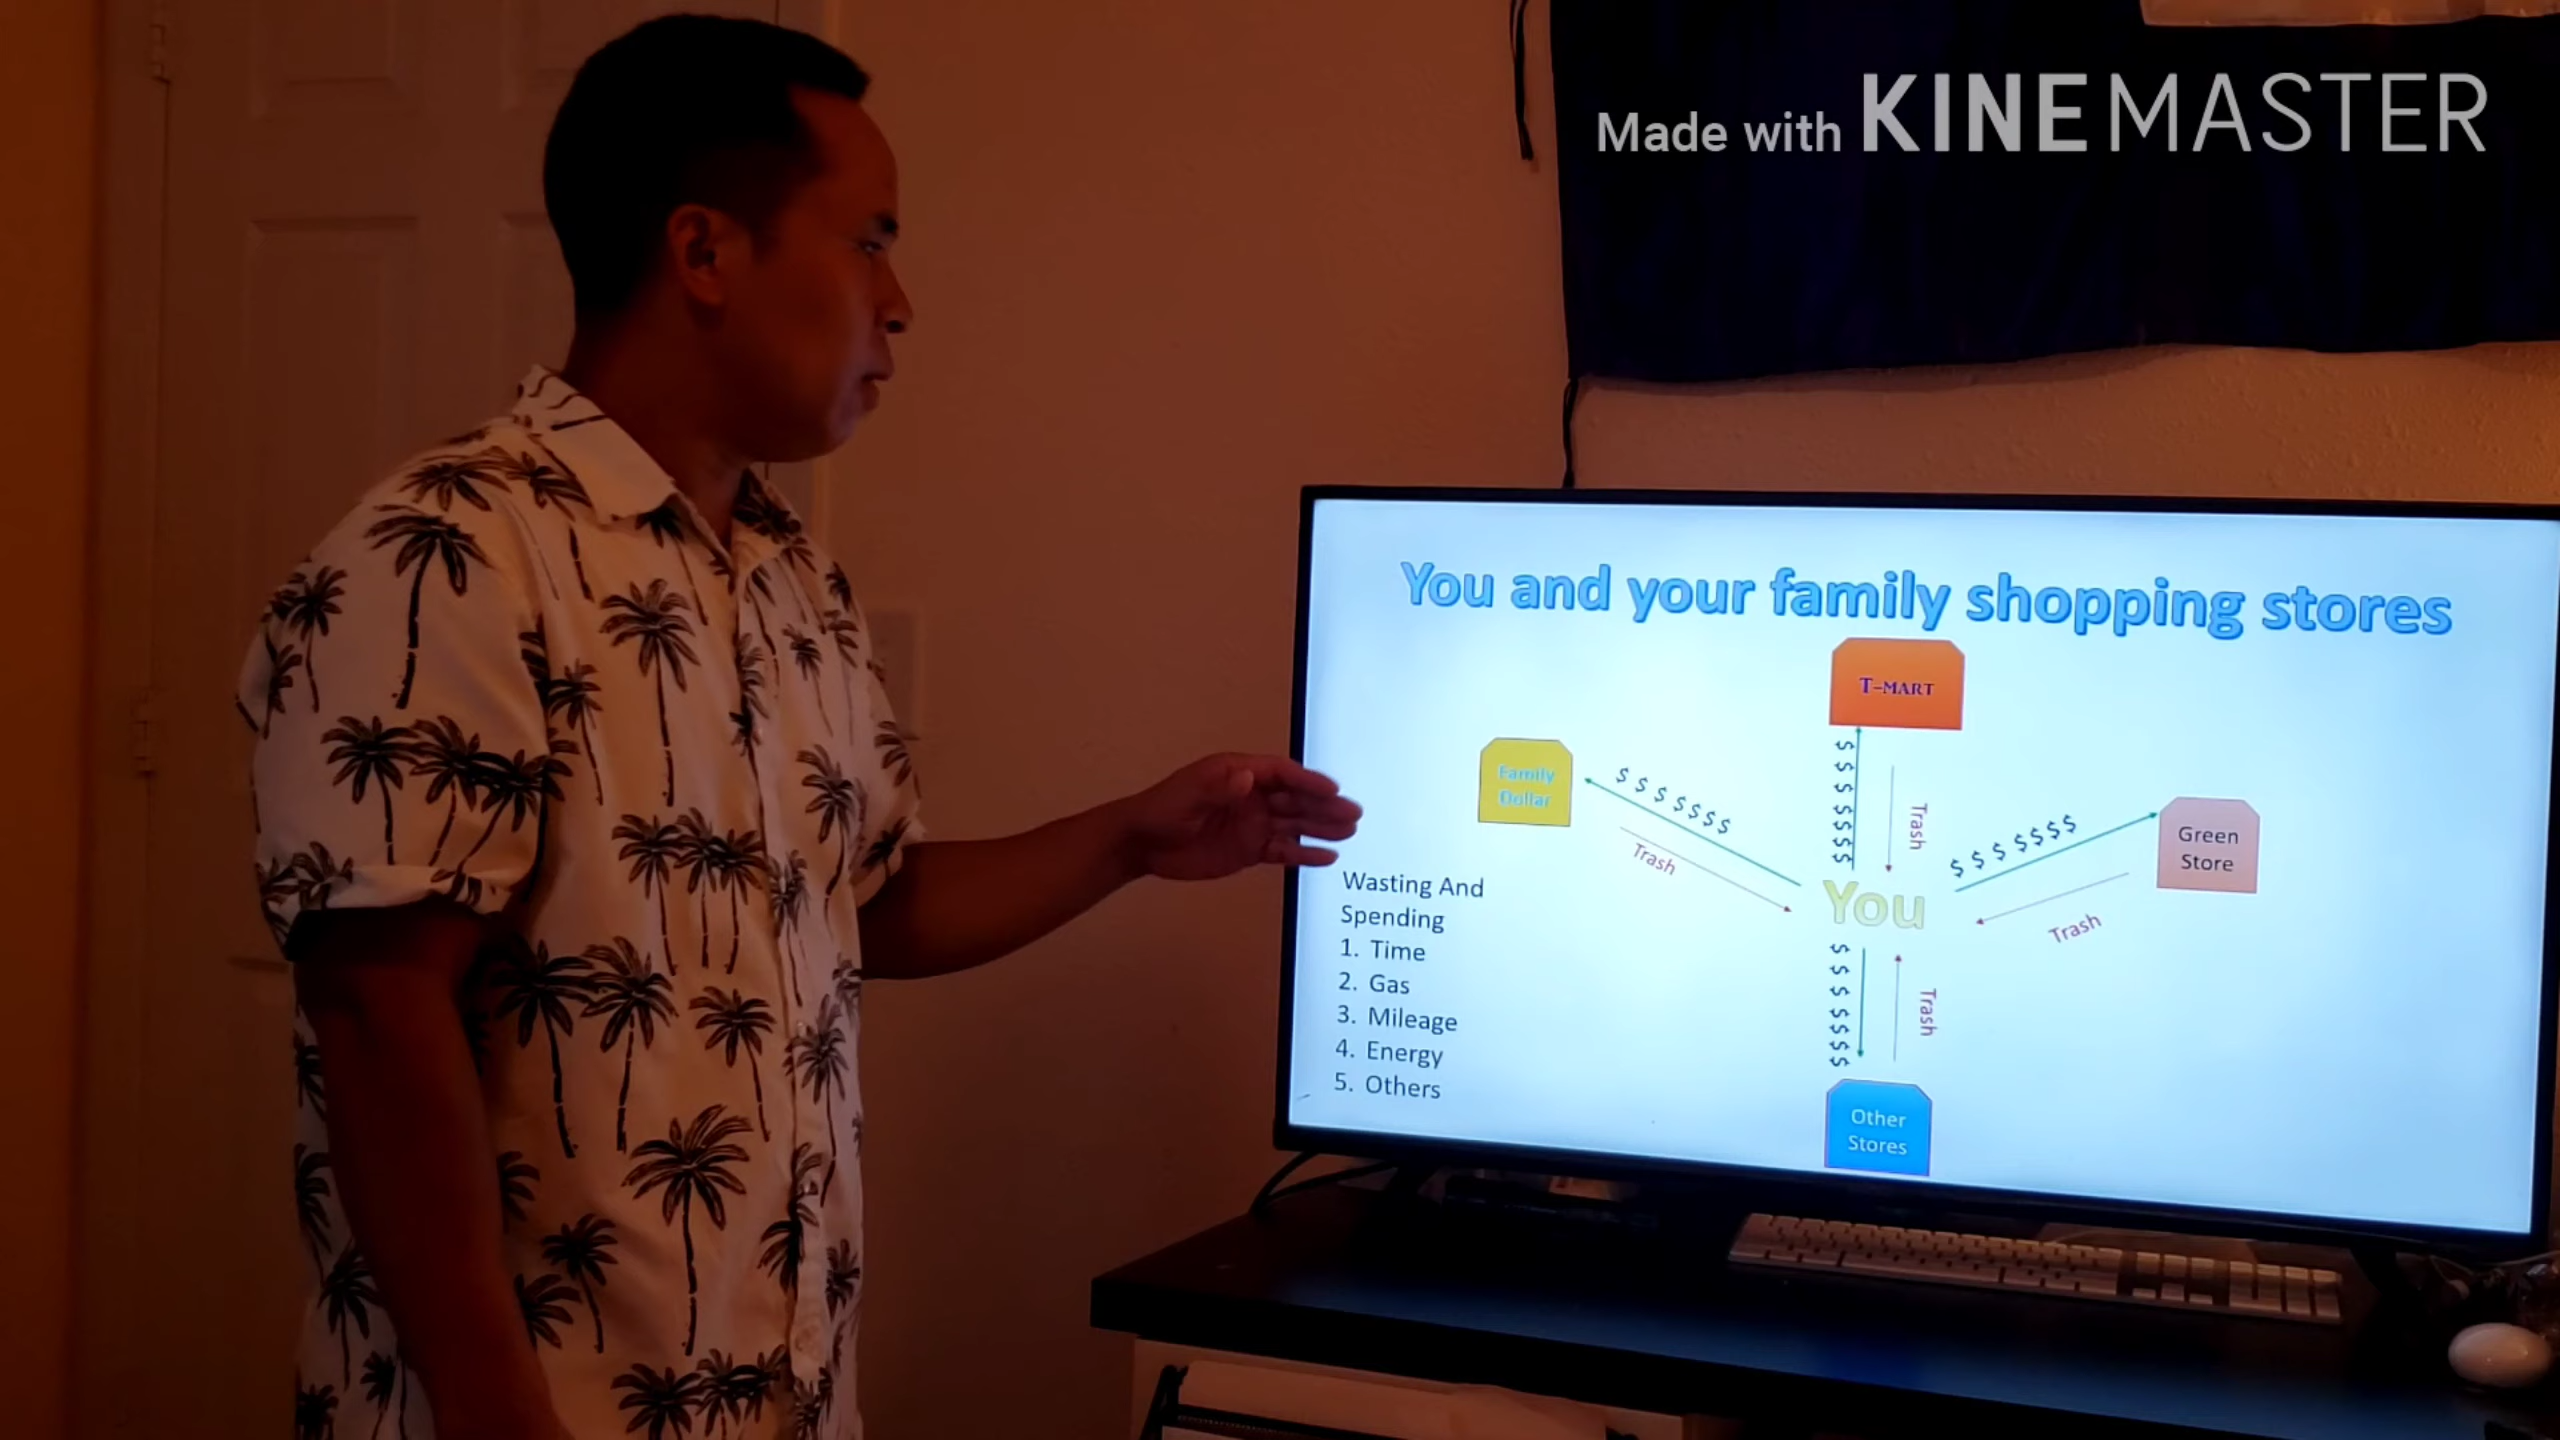 Made with KINEMASTER
You and your family shopping stores
T-MART
Family
Dollar
$ $ $ $ $ $ $
Trash
$ $ $ $ $ $ $
Trash
$ $ $ $ $ $ $
Green
Store
Trash
You
Wasting And
Spending
1. Time
2. Gas
3. Mileage
4. Energy
5. Others
$ $ $ $ $ $ $
Trash
Other
Stores